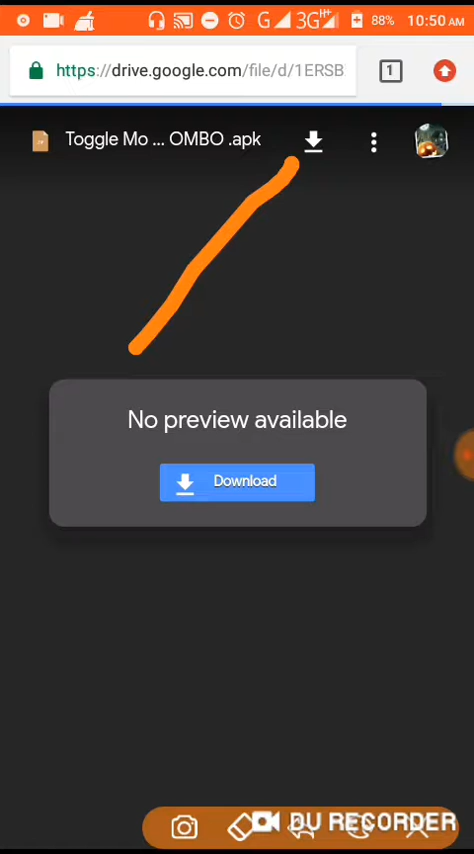 G 3G H+ 88% 10:50 AM
https://drive.google.com/file/d/1ERSB
1
Toggle Mo ... OMBO .apk
No preview available
Download
DU RECORDER